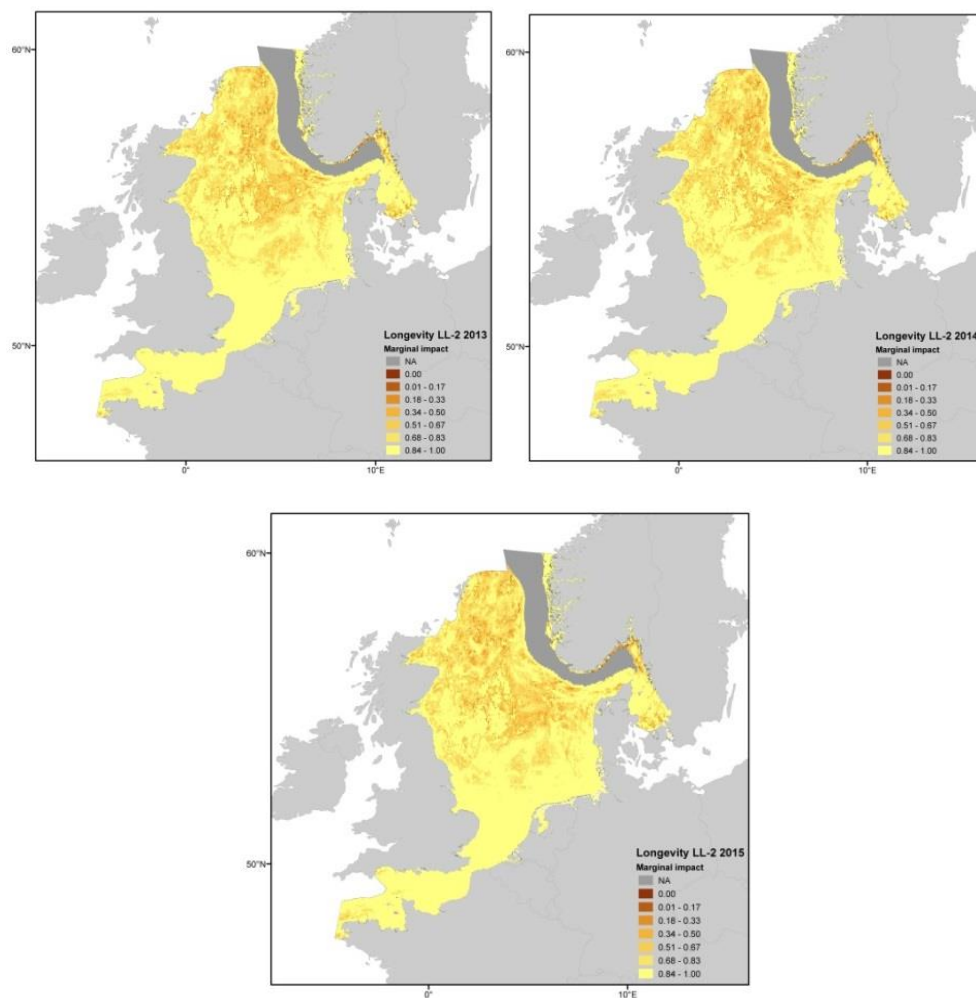 60°N
50°N
0°
10°E
Longevity LL-2 2013
Marginal impact
NA
0.00
0.01 - 0.17
0.18 - 0.33
0.34 - 0.50
0.51 - 0.67
0.68 - 0.83
0.84 - 1.00
60°N
50°N
0°
10°E
Longevity LL-2 2014
Marginal impact
NA
0.00
0.01 - 0.17
0.18 - 0.33
0.34 - 0.50
0.51 - 0.67
0.68 - 0.83
0.84 - 1.00
60°N
50°N
0°
10°E
Longevity LL-2 2015
Marginal impact
NA
0.00
0.01 - 0.17
0.18 - 0.33
0.34 - 0.50
0.51 - 0.67
0.68 - 0.83
0.84 - 1.00